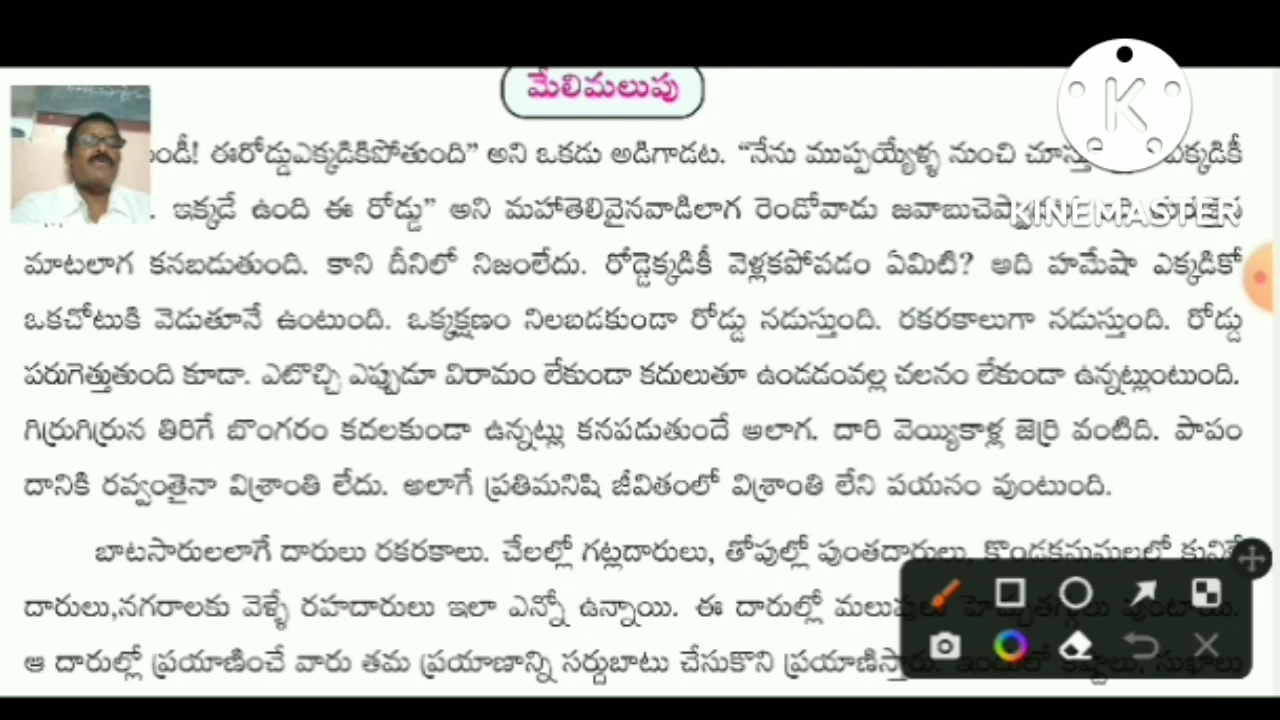 మేలిమలుపు
K
KINEMASTER
ఈరోడ్డుఎక్కడికిపోతుంది” అని ఒకడు అడిగాడట. “నేను ముప్పయ్యేళ్ళ నుంచి
ఇక్కడే ఉంది ఈ రోడ్డు” అని మహాతెలివైనవాడిలాగ రెండోవాడు
మాటలాగ కనబడుతుంది. కాని దీనిలో నిజంలేదు. రోడ్డెక్కడికీ వెళ్లకపోవడం ఏమిటి? అది హమేషా ఎక్కడికో
ఒకచోటుకి వెడుతూనే ఉంటుంది. ఒక్కక్షణం నిలబడకుండా రోడ్డు నడుస్తుంది. రకరకాలుగా నడుస్తుంది. రోడ్డు
పరుగెత్తుతుంది కూడా. ఎటొచ్చి ఎప్పుడూ విరామం లేకుండా కదులుతూ ఉండడంవల్ల చలనం లేకుండా ఉన్నట్లుంటుంది.
గిర్రుగిర్రున తిరిగే బొంగరం కదలకుండా ఉన్నట్లు కనపడుతుందే అలాగ. దారి వెయ్యికాళ్ల జెర్రి వంటిది. పాపం
దానికి రవ్వంతైనా విశ్రాంతి లేదు. అలాగే ప్రతిమనిషి జీవితంలో విశ్రాంతి లేని పయనం వుంటుంది.
బాటసారులలాగే దారులు రకరకాలు. చేలల్లో గట్లదారులు, తోపుల్లో పుంతదారులు,
దారులు,నగరాలకు వెళ్ళే రహదారులు ఇలా ఎన్నో ఉన్నాయి. ఈ దారుల్లో
ఆ దారుల్లో ప్రయాణించే వారు తమ ప్రయాణాన్ని సర్దుబాటు చేసుకొని ప్రయాణిస్తారు.